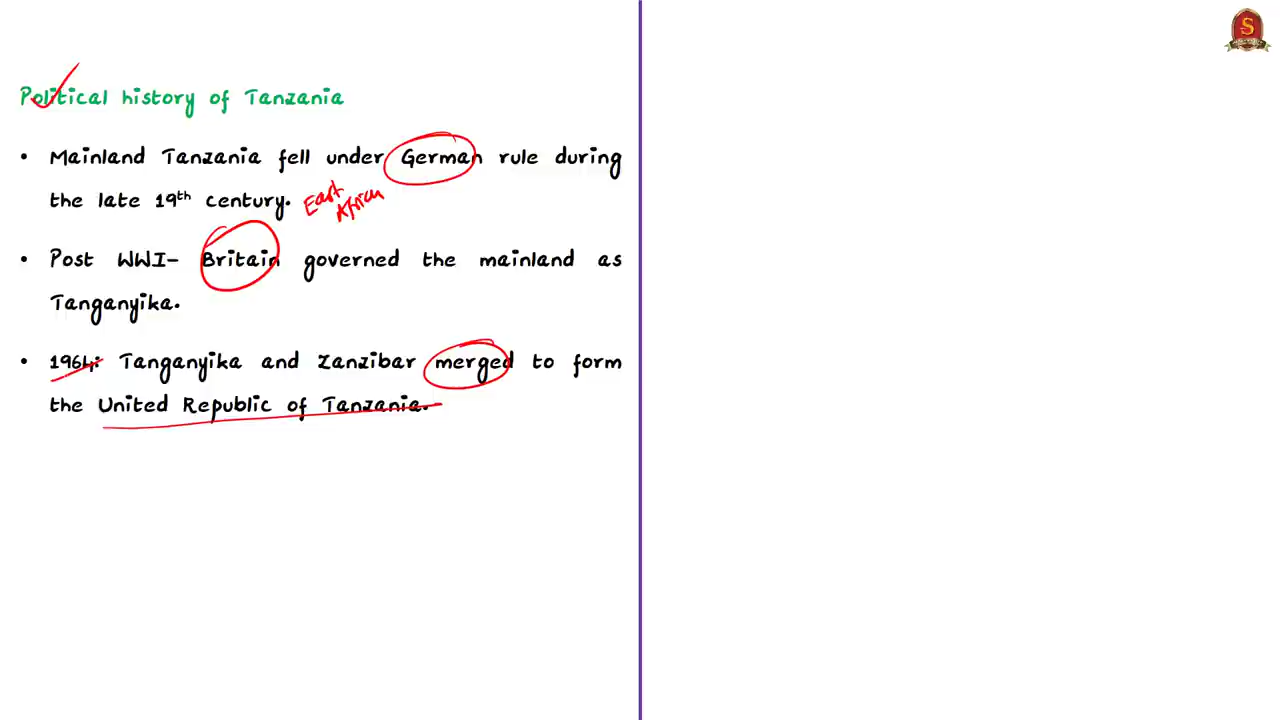 Political history of Tanzania
• Mainland Tanzania fell under German rule during
the late 19th century. East
Africa
• Post WWI- Britain governed the mainland as
Tanganyika.
• 1964: Tanganyika and Zanzibar merged to form
the United Republic of Tanzania.
S